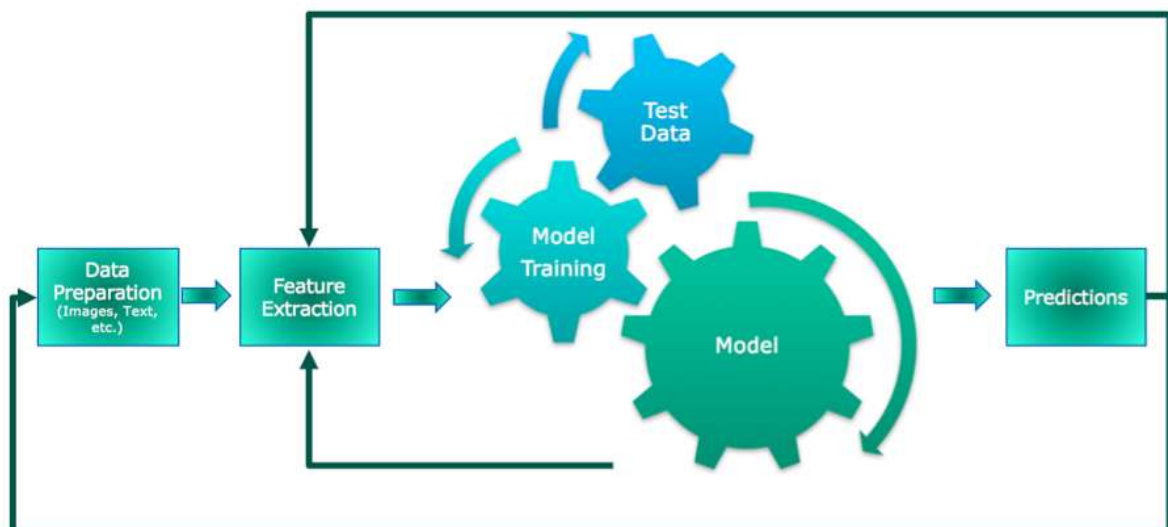 Data
Preparation
(Images, Text,
etc.)
Feature
Extraction
Test
Data
Model
Training
Model
Predictions